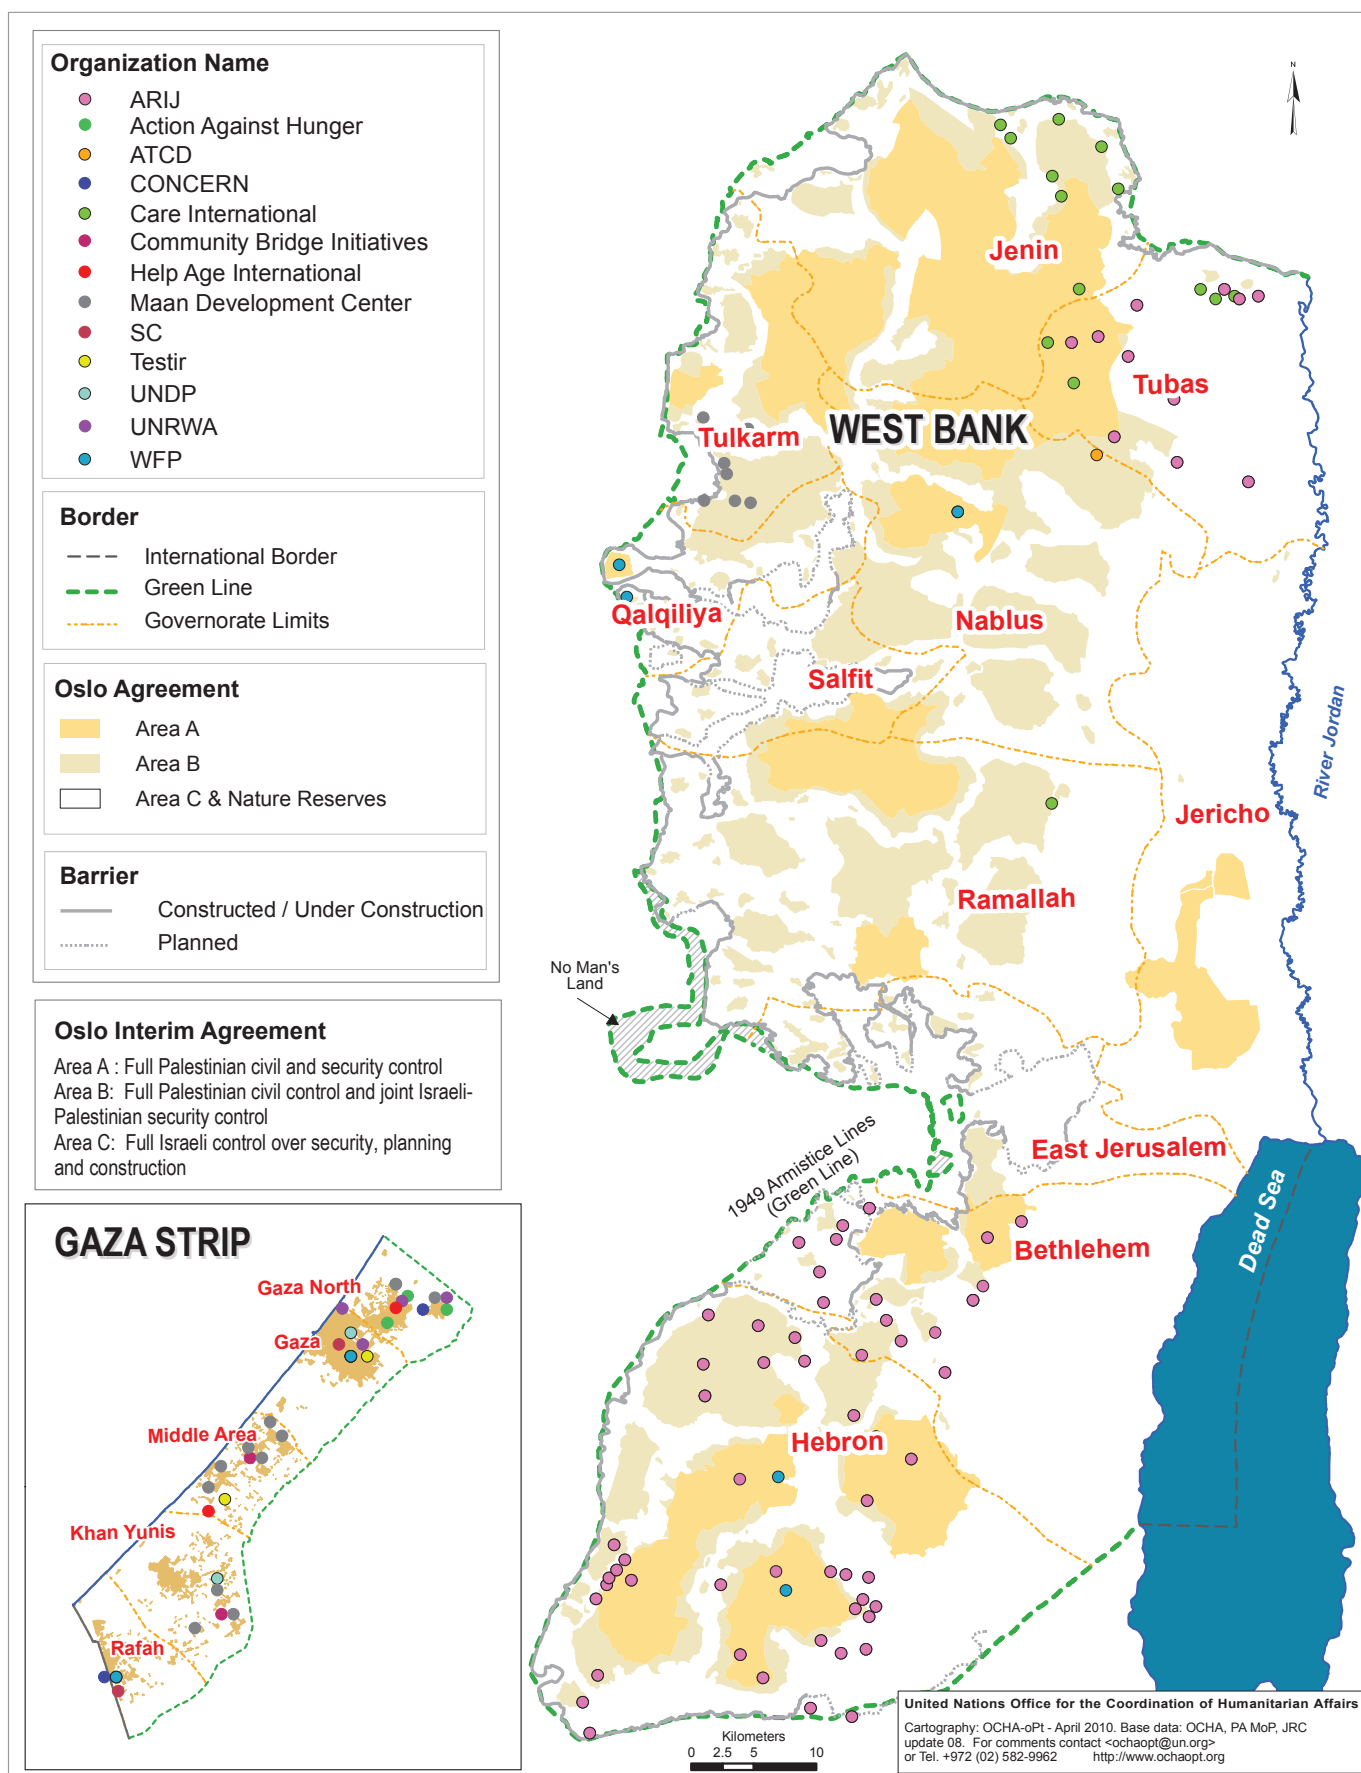 Organization Name
ARIJ
Action Against Hunger
ATCD
CONCERN
Care International
Community Bridge Initiatives
Help Age International
Maan Development Center
SC
Testir
UNDP
UNRWA
WFP
Border
International Border
Green Line
Governorate Limits
Oslo Agreement
Area A
Area B
Area C & Nature Reserves
Barrier
Constructed / Under Construction
Planned
Oslo Interim Agreement
Area A : Full Palestinian civil and security control
Area B: Full Palestinian civil control and joint Israeli-
Palestinian security control
Area C: Full Israeli control over security, planning
and construction
GAZA STRIP
Gaza North
Gaza
Middle Area
Khan Yunis
Rafah
N
Jenin
Tubas
WEST BANK
Tulkarm
Qalqiliya
Nablus
Salfit
River Jordan
Jericho
Ramallah
No Man's
Land
East Jerusalem
1949 Armistice Lines
(Green Line)
Dead Sea
Bethlehem
Hebron
Kilometers
0 2.5 5 10
United Nations Office for the Coordination of Humanitarian Affairs
Cartography: OCHA-oPt - April 2010. Base data: OCHA, PA MoP, JRC
update 08. For comments contact <ochaopt@un.org>
or Tel. +972 (02) 582-9962 http://www.ochaopt.org